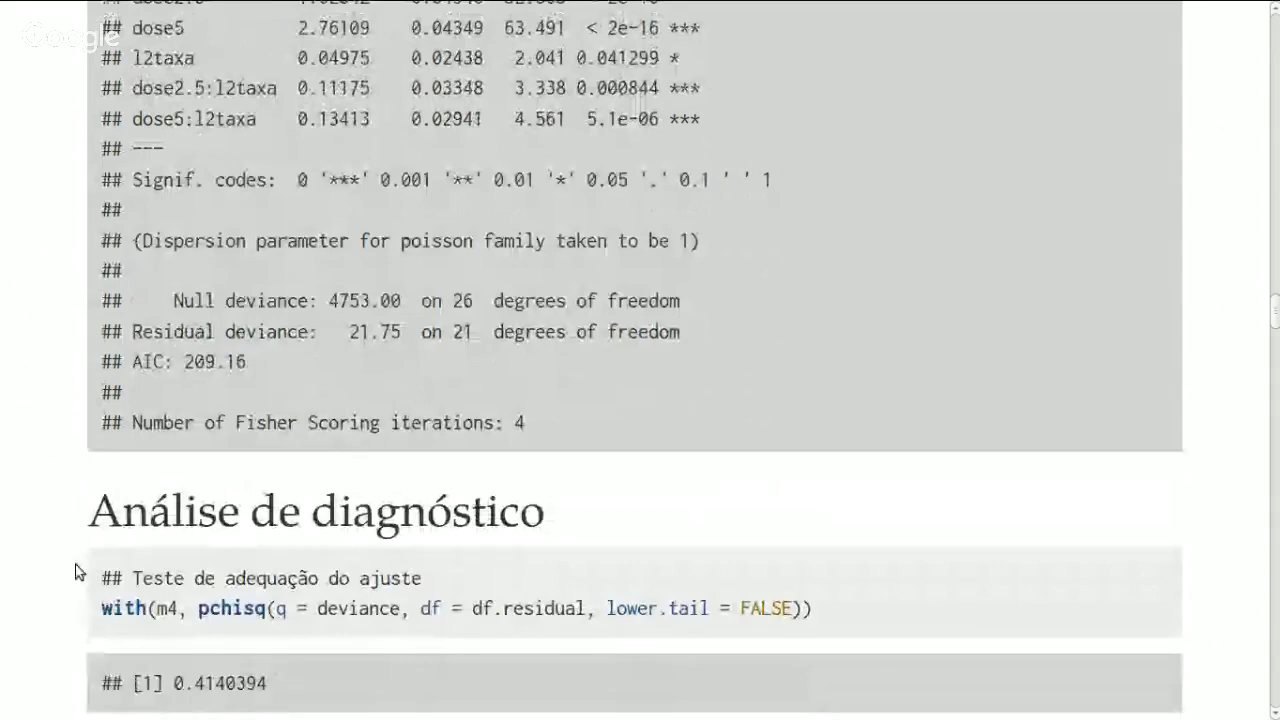 ## dose5 2.76109 0.04349 63.491 < 2e-16 ***
## l2taxa 0.04975 0.02438 2.041 0.041299 *
## dose2.5:l2taxa 0.11175 0.03348 3.338 0.000844 ***
## dose5:l2taxa 0.13413 0.02941 4.561 5.1e-06 ***
## ---
## Signif. codes: 0 '***' 0.001 '**' 0.01 '*' 0.05 '.' 0.1 ' ' 1
##
## (Dispersion parameter for poisson family taken to be 1)
##
## Null deviance: 4753.00 on 26 degrees of freedom
## Residual deviance: 21.75 on 21 degrees of freedom
## AIC: 209.16
##
## Number of Fisher Scoring iterations: 4
Análise de diagnóstico
## Teste de adequação do ajuste
with(m4, pchisq(q = deviance, df = df.residual, lower.tail = FALSE))
## [1] 0.4140394
Google